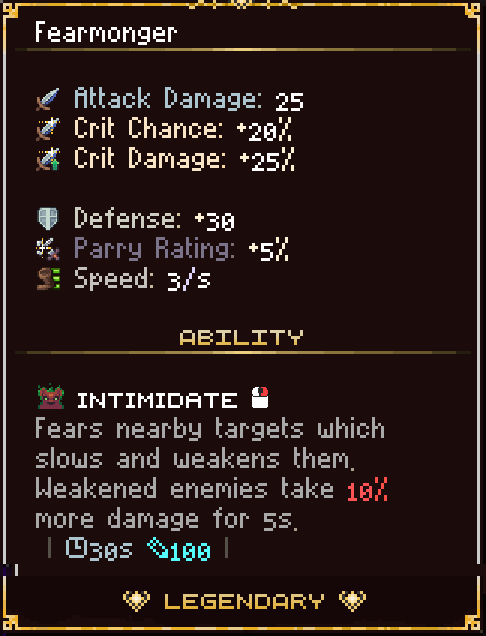 Fearmonger
Attack Damage: 25
Crit Chance: +20%
Crit Damage: +25%
Defense: +30
Parry Rating: +5%
Speed: 3/s
ABILITY
INTIMIDATE
Fears nearby targets which
slows and weakens them.
Weakened enemies take 10%
more damage for 5s.
| 30s 100 |
LEGENDARY